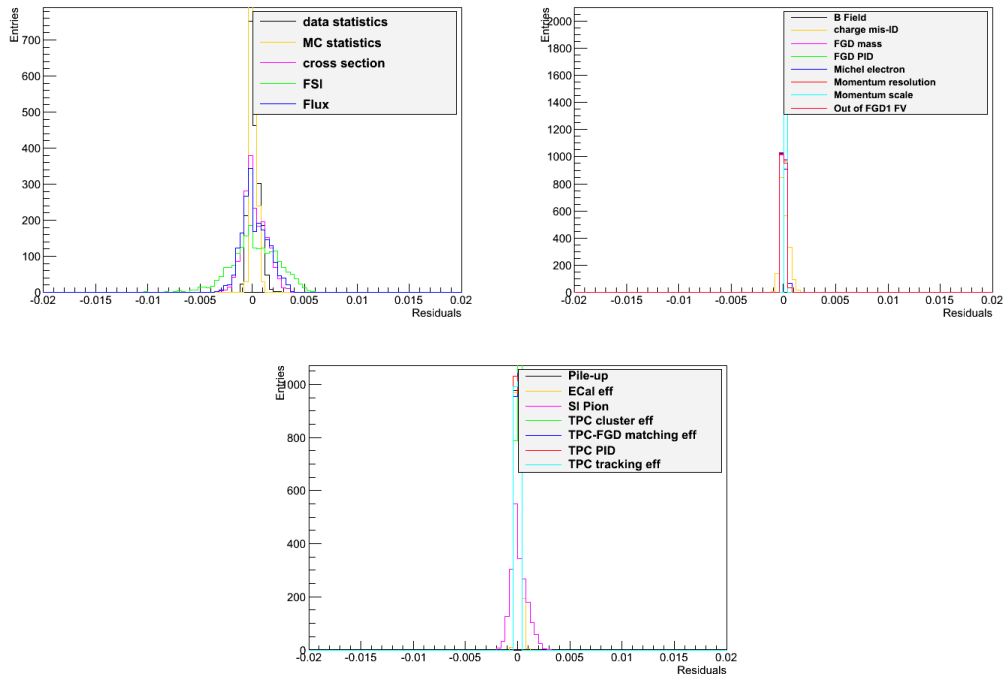 Entries
700
600
500
400
300
200
100
0
data statistics
MC statistics
cross section
FSI
Flux
-0.02 -0.015 -0.01 -0.005 0 0.005 0.01 0.015 0.02
Residuals
Entries
2000
1800
1600
1400
1200
1000
800
600
400
200
0
B Field
charge mis-ID
FGD mass
FGD PID
Michel electron
Momentum resolution
Momentum scale
Out of FGD1 FV
-0.02 -0.015 -0.01 -0.005 0 0.005 0.01 0.015 0.02
Residuals
Entries
1000
800
600
400
200
0
Pile-up
ECal eff
SI Pion
TPC cluster eff
TPC-FGD matching eff
TPC PID
TPC tracking eff
-0.02 -0.015 -0.01 -0.005 0 0.005 0.01 0.015 0.02
Residuals